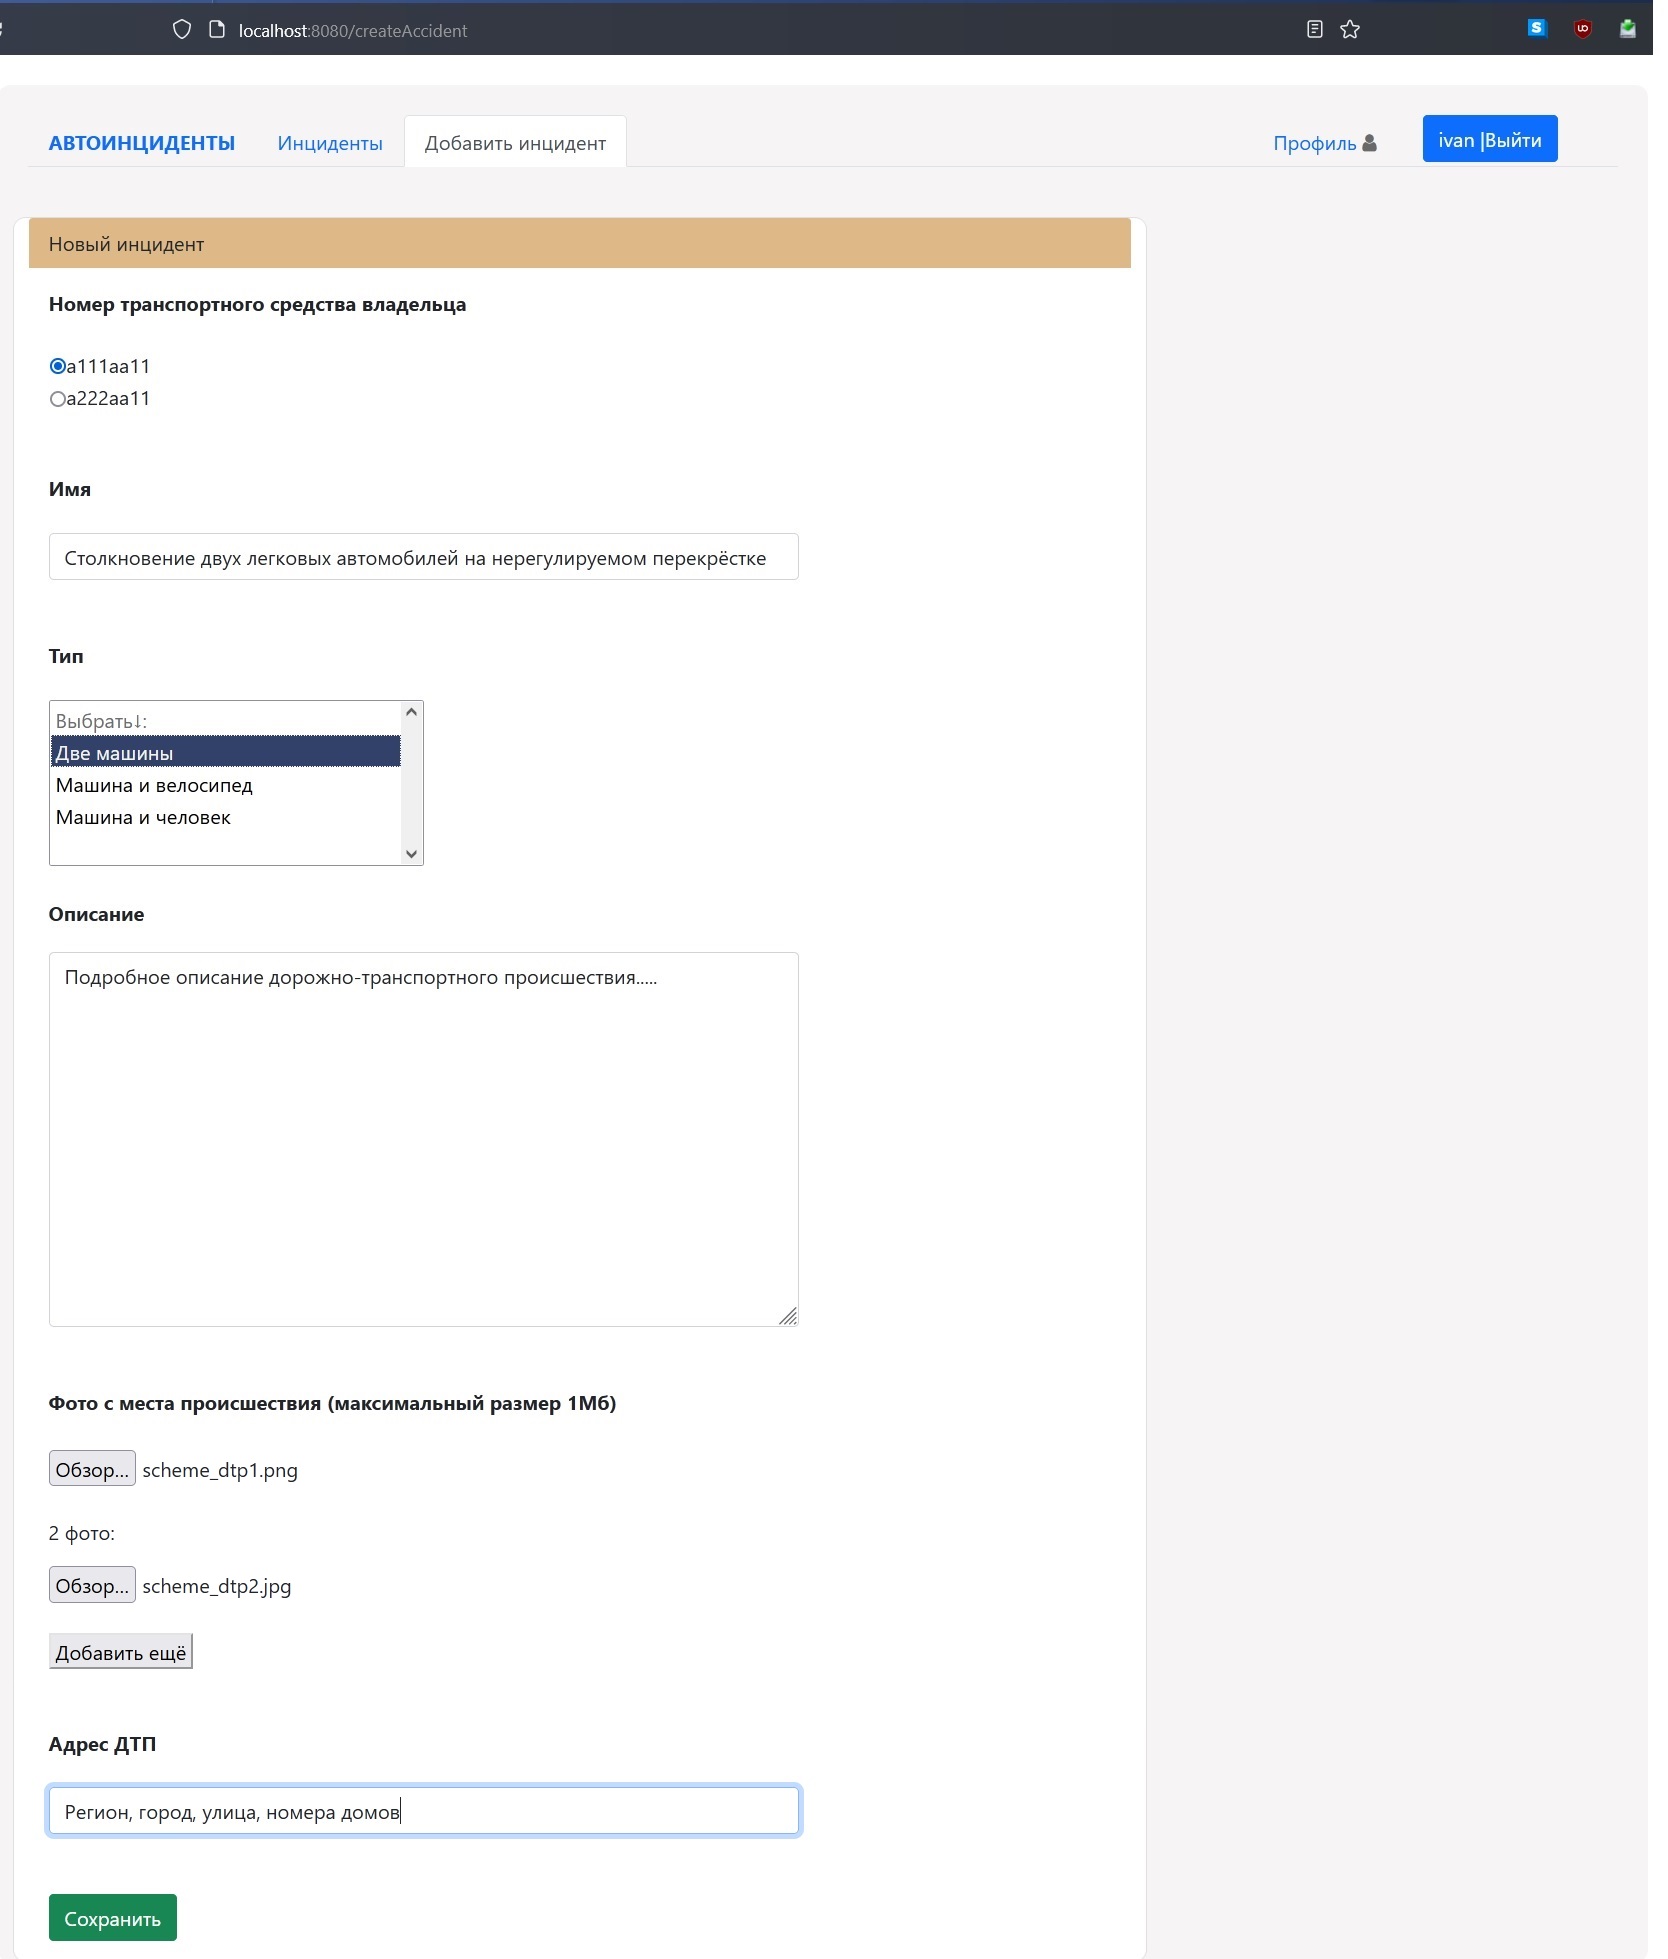 localhost:8080/createAccident
АВТОИНЦИДЕНТЫ Инциденты Добавить инцидент Профиль ivan |Выйти
Новый инцидент
Номер транспортного средства владельца
а111аа11
а222аа11
Имя
Столкновение двух легковых автомобилей на нерегулируемом перекрёстке
Тип
Выбрать↓:
Две машины
Машина и велосипед
Машина и человек
Описание
Подробное описание дорожно-транспортного происшествия.....
Фото с места происшествия (максимальный размер 1Мб)
Обзор... scheme_dtp1.png
2 фото:
Обзор... scheme_dtp2.jpg
Добавить ещё
Адрес ДТП
Регион, город, улица, номера домов
Сохранить